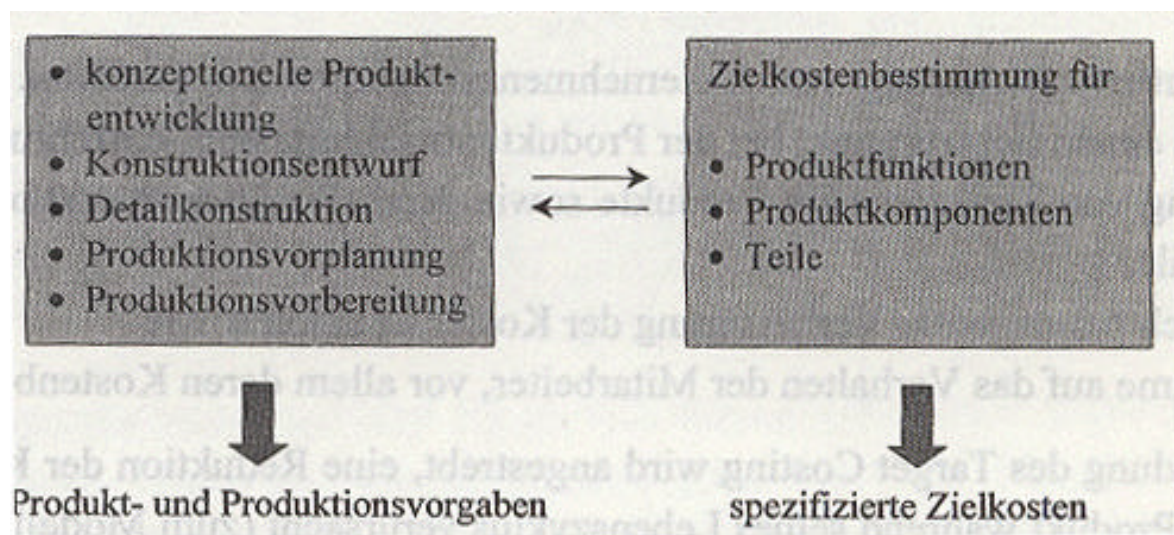 • konzeptionelle Produkt-
entwicklung
• Konstruktionsentwurf
• Detailkonstruktion
• Produktionsvorplanung
• Produktionsvorbereitung
Zielkostenbestimmung für
• Produktfunktionen
• Produktkomponenten
• Teile
Produkt- und Produktionsvorgaben
spezifizierte Zielkosten